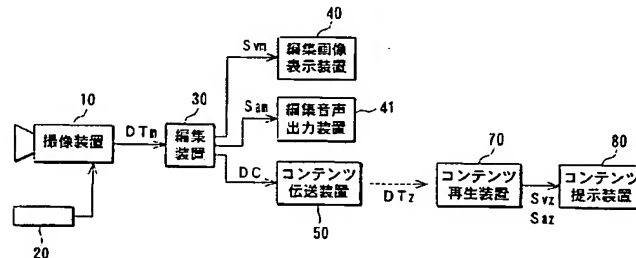 40
Svm
編集画像
表示装置
10
30
DTm
Sam
撮像装置
編集
装置
編集音声
出力装置
41
70
80
DC
コンテンツ
伝送装置
DTz
コンテンツ
再生装置
コンテンツ
提示装置
Svz
Saz
20
50